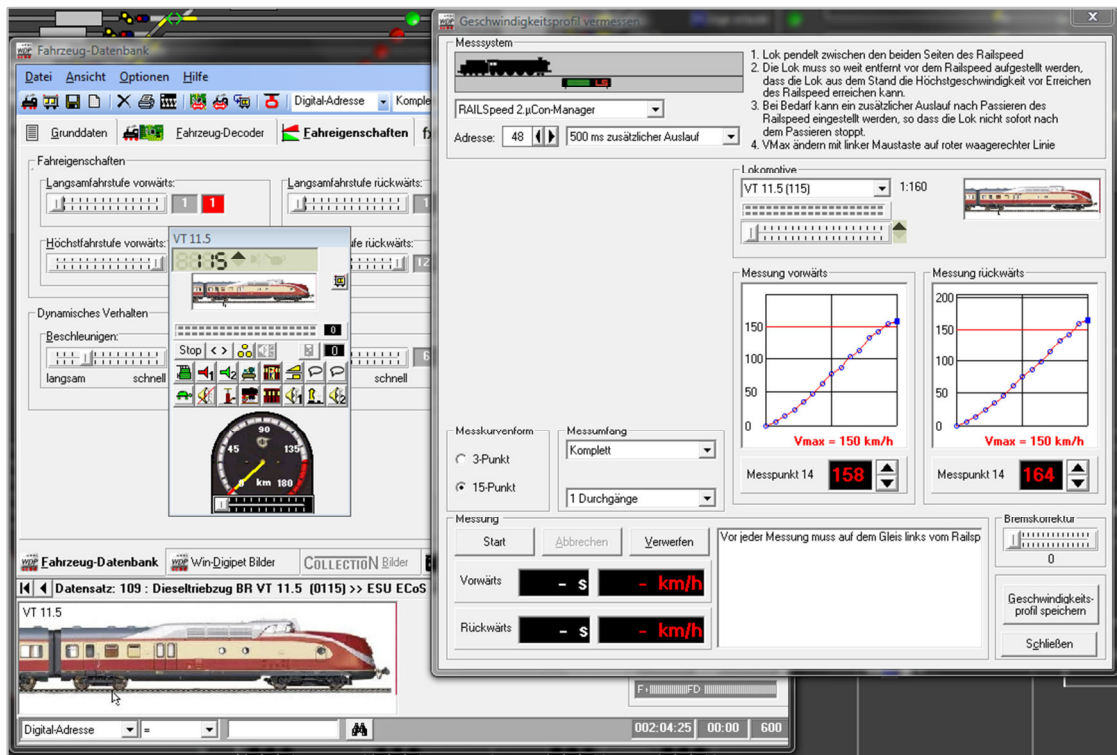 Fahrzeug-Datenbank
Datei Ansicht Optionen Hilfe
Digital-Adresse
Grunddaten Fahrzeug-Decoder Fahreigenschaften
Fahreigenschaften
Langsamfahrstufe vorwärts: Langsamfahrstufe rückwärts:
1 1
Höchstfahrstufe vorwärts:
Dynamisches Verhalten
Beschleunigen:
langsam schnell schnell
6
VT 11.5
115
0
Stop < > 0
45 90 135
0 km 180
Fahrzeug-Datenbank Win-Digipet Bilder COLLECTION Bilder
Datensatz: 109 : Dieseltriebzug BR VT 11.5 (0115) >> ESU ECoS
VT 11.5
Digital-Adresse =
FD
002:04:25 00:00 600
Geschwindigkeitsprofil vermessen
Messsystem
LS
RAILSpeed 2.µCon-Manager
Adresse: 48 500 ms zusätzlicher Auslauf
1. Lok pendelt zwischen den beiden Seiten des Railspeed
2. Die Lok muss so weit entfernt vor dem Railspeed aufgestellt werden,
dass die Lok aus dem Stand die Höchstgeschwindigkeit vor Erreichen
des Railspeed erreichen kann.
3. Bei Bedarf kann ein zusätzlicher Auslauf nach Passieren des
Railspeed eingestellt werden, so dass die Lok nicht sofort nach
dem Passieren stoppt.
4. VMax ändern mit linker Maustaste auf roter waagerechter Linie
Lokomotive
VT 11.5 (115) 1:160
Messung vorwärts
150
100
50
0
Vmax = 150 km/h
Messpunkt 14 158
Messung rückwärts
200
150
100
50
0
Vmax = 150 km/h
Messpunkt 14 164
Messkurvenform
3-Punkt
15-Punkt
Messumfang
Komplett
1 Durchgänge
Messung
Start Abbrechen Verwerfen
Vorwärts - s - km/h
Rückwärts - s - km/h
Vor jeder Messung muss auf dem Gleis links vom Railsp
Bremskorrektur
0
Geschwindigkeits-
profil speichern
Schließen